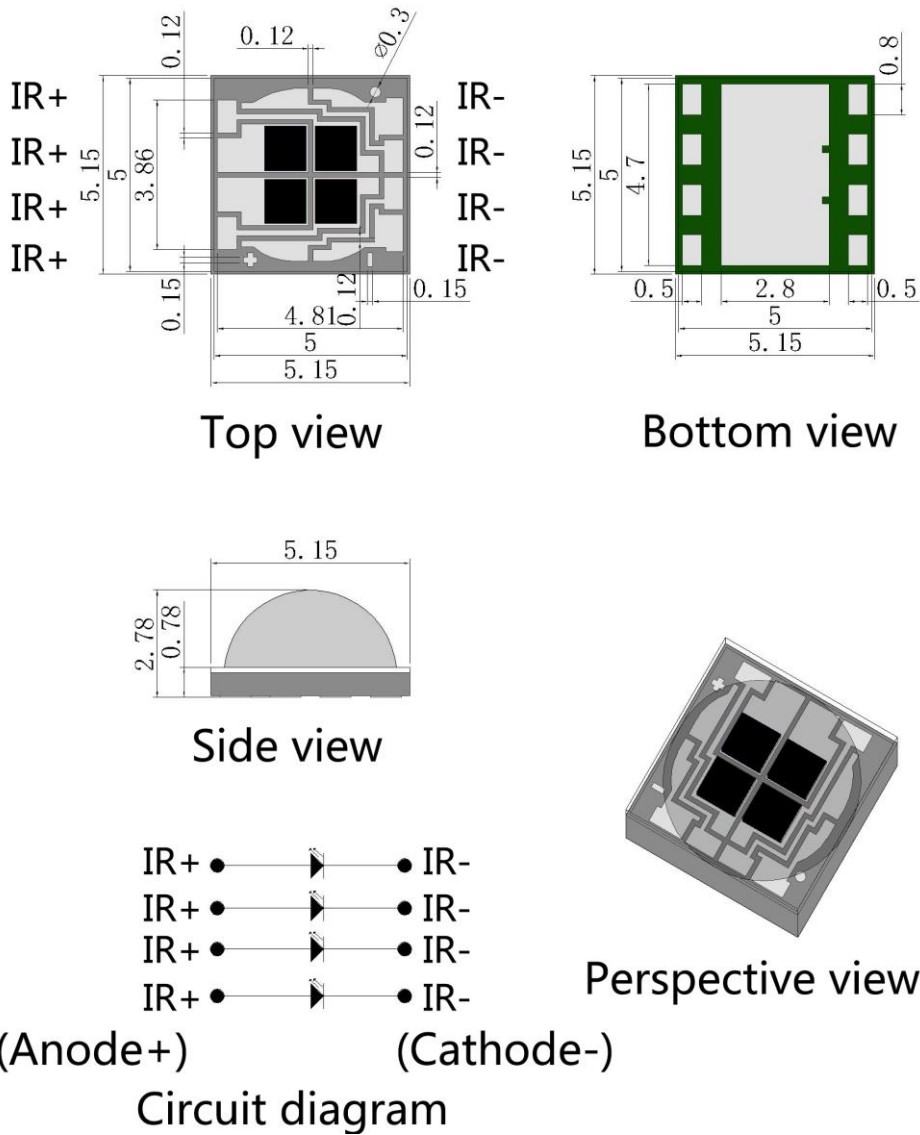 0.12
0.12
ø0.3
0.8
IR+ IR-
IR+ IR-
IR+ IR-
IR+ IR-
5.15
5
3.86
0.12
0.15
0.12
0.15
4.81
5
5.15
Top view
5.15
5
4.7
0.5 2.8 0.5
5
5.15
Bottom view
5.15
2.78
0.78
Side view
IR+ IR-
IR+ IR-
IR+ IR-
IR+ IR-
(Anode+) (Cathode-)
Circuit diagram
Perspective view